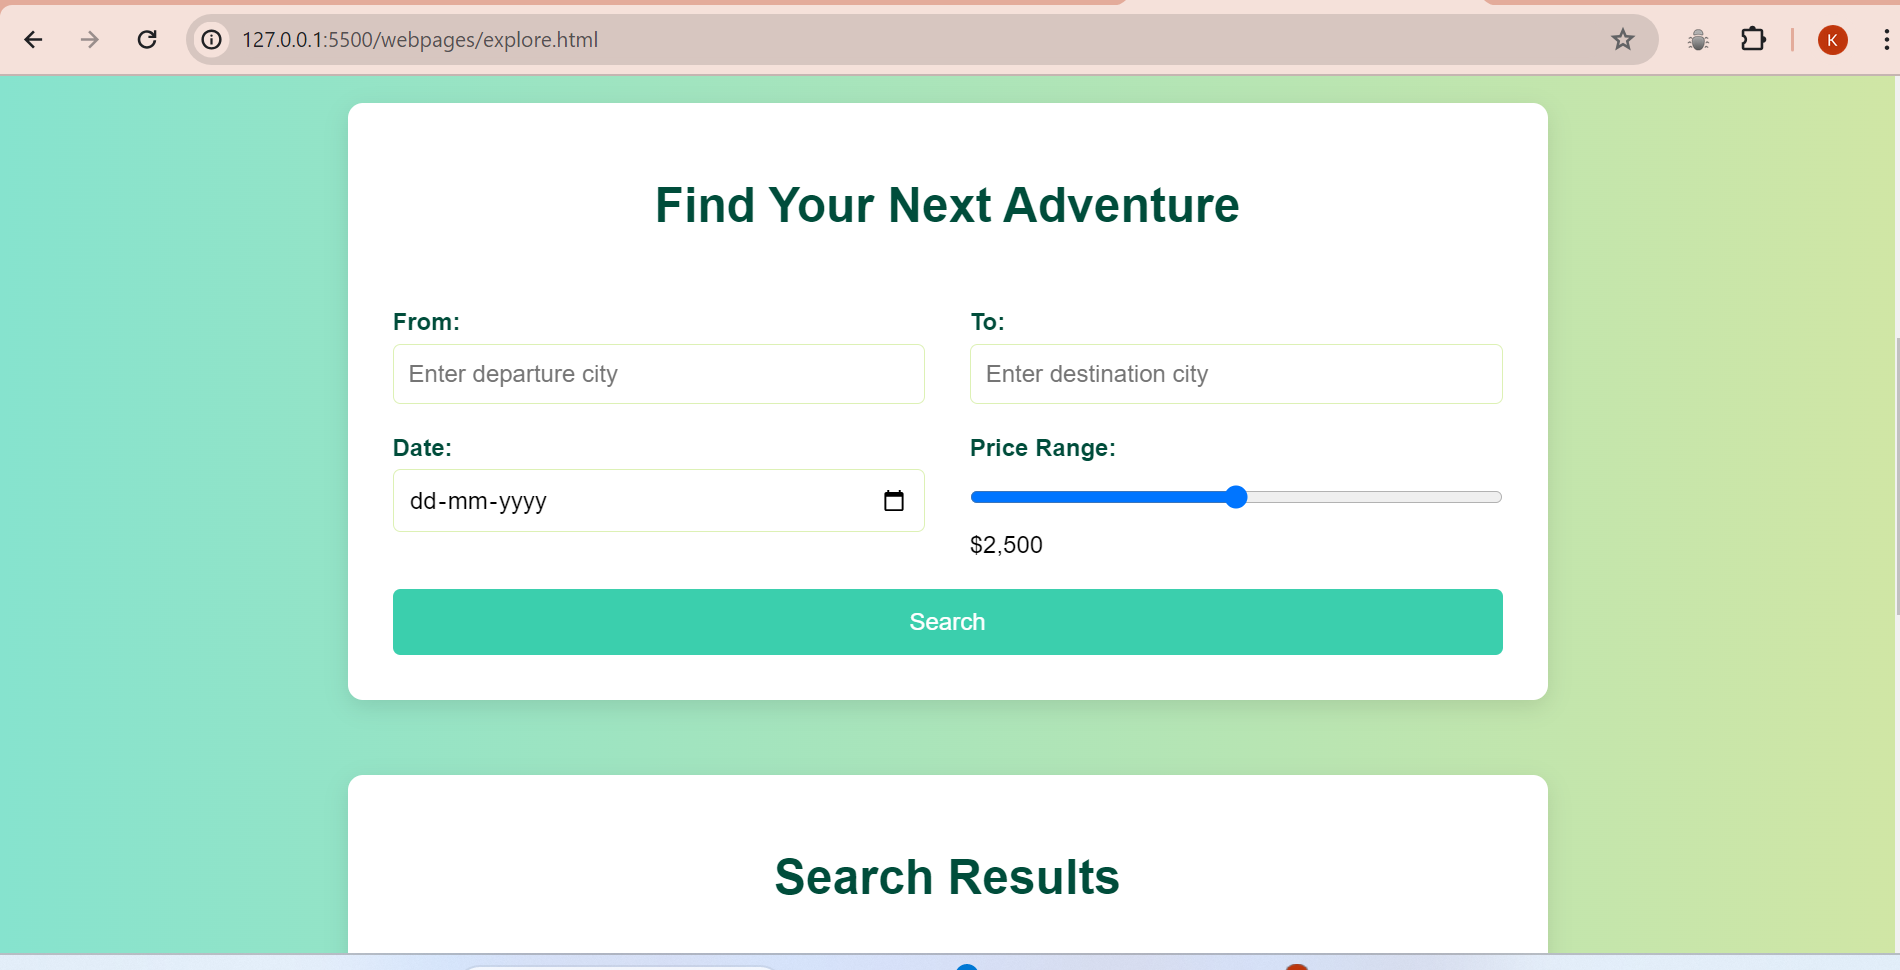 127.0.0.1:5500/webpages/explore.html
K
Find Your Next Adventure
From:
To:
Enter departure city
Enter destination city
Date:
Price Range:
dd-mm-yyyy
$2,500
Search
Search Results